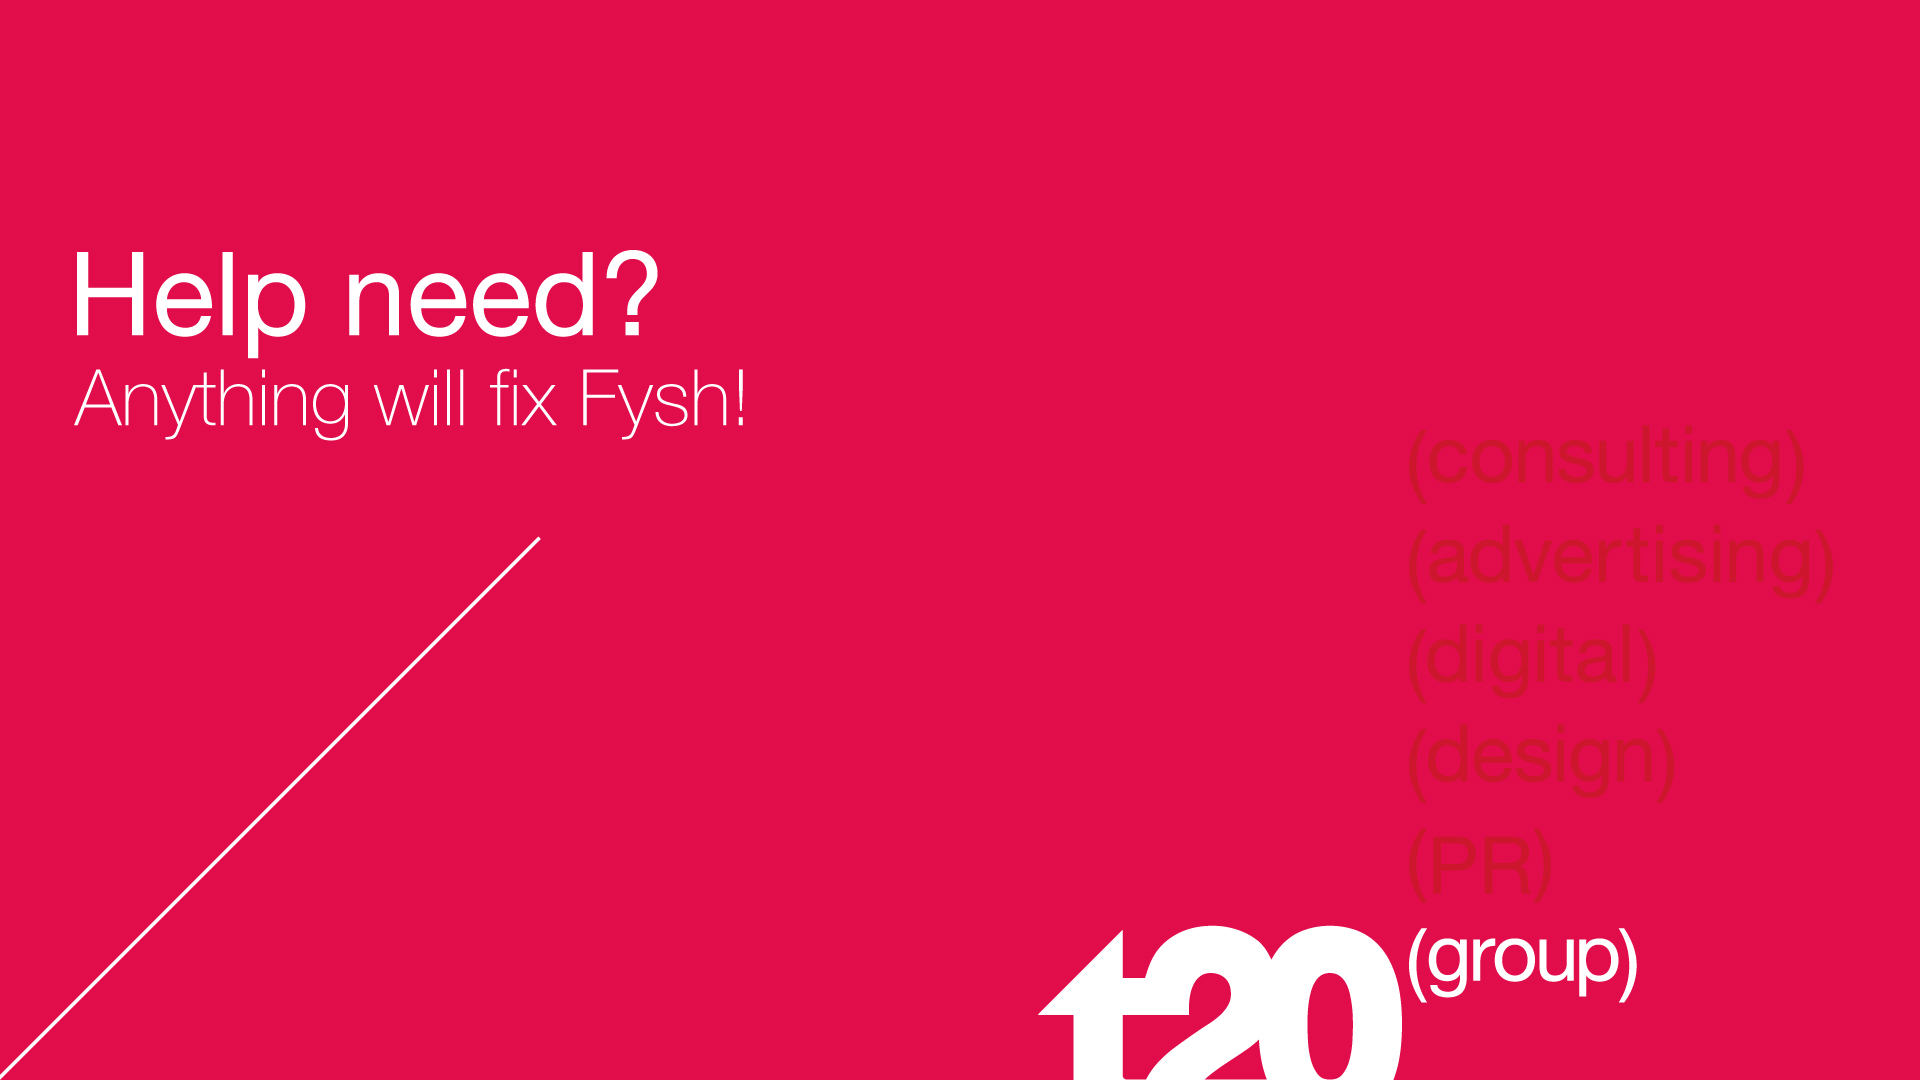 Help need?
Anything will fix Fysh!
(consulting)
(advertising)
(digital)
(design)
(PR)
t20 (group)